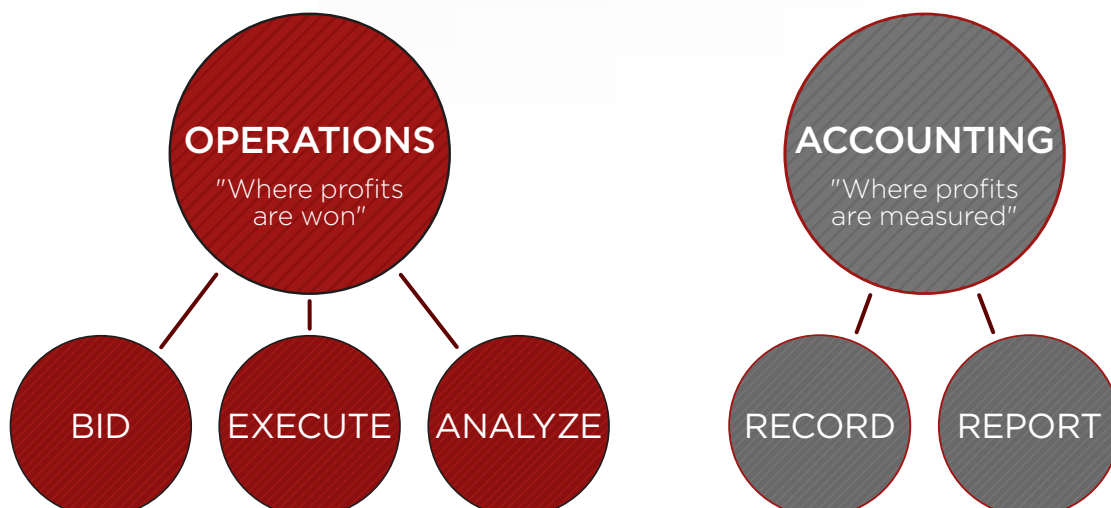 OPERATIONS
"Where profits
are won"
ACCOUNTING
"Where profits
are measured"
BID
EXECUTE
ANALYZE
RECORD
REPORT